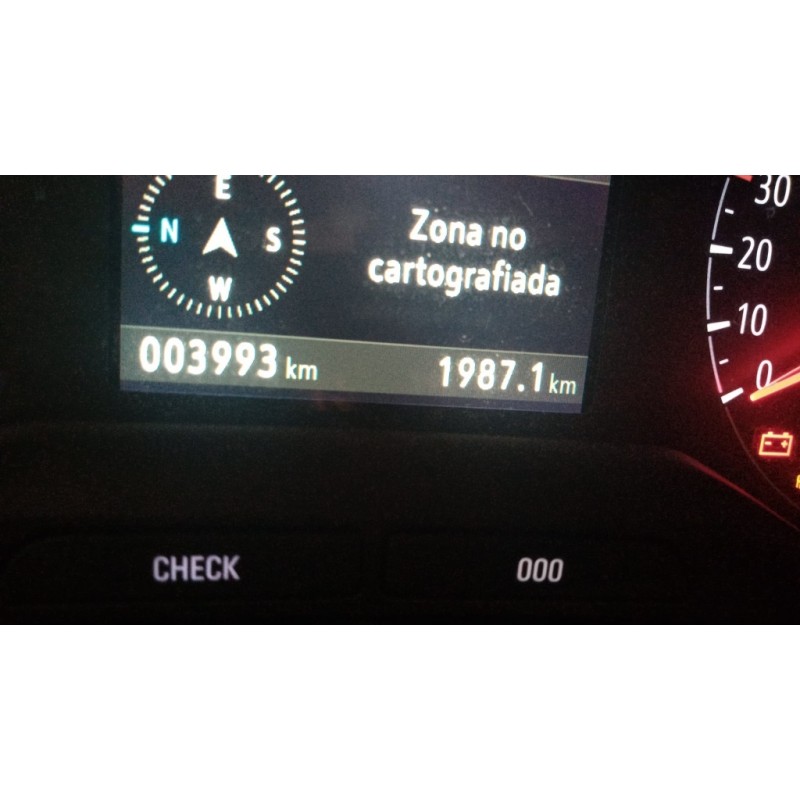 E
N
S
W
Zona no
cartografiada
003993 km
1987.1 km
30
20
10
0
CHECK
000